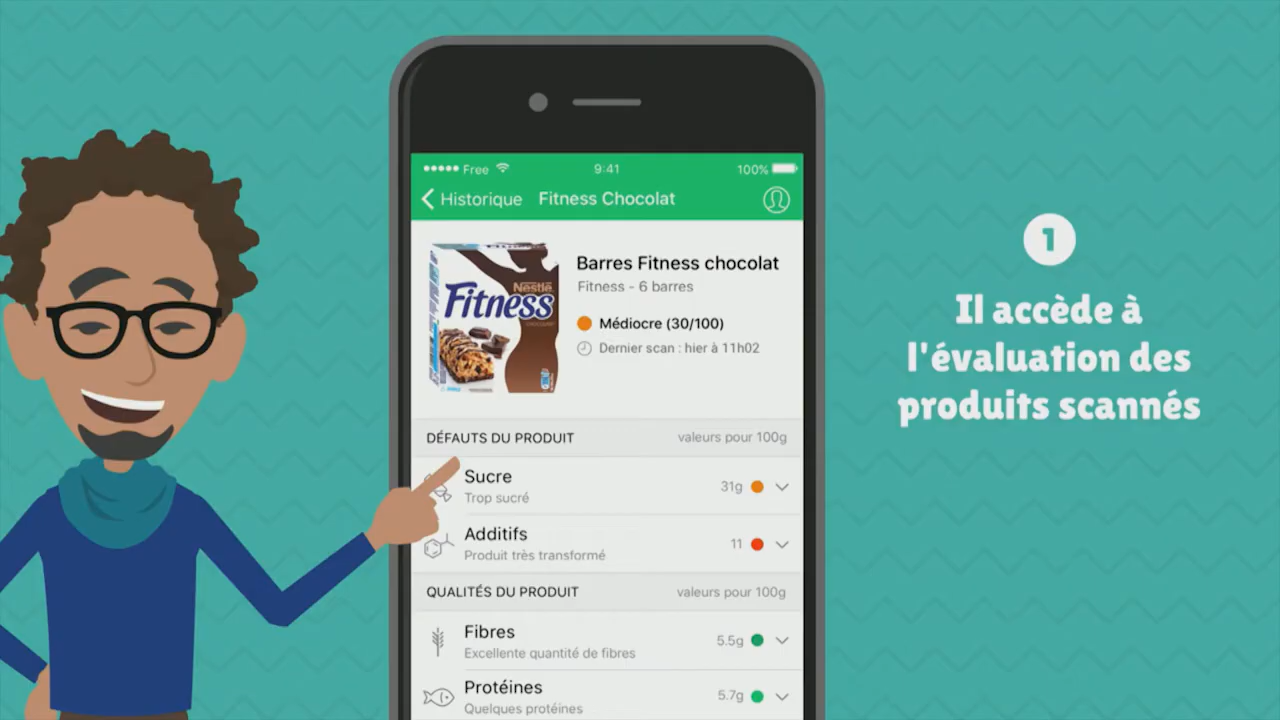 Free
9:41
100%
Historique
Fitness Chocolat
Nestlé
Fitness
Barres Fitness chocolat
Fitness - 6 barres
Médiocre (30/100)
Dernier scan : hier à 11h02
DÉFAUTS DU PRODUIT
valeurs pour 100g
Sucre
31g
Trop sucré
Additifs
11
Produit très transformé
QUALITÉS DU PRODUIT
valeurs pour 100g
Fibres
5.5g
Excellente quantité de fibres
Protéines
5.7g
Quelques protéines
1
Il accède à
l'évaluation des
produits scannés